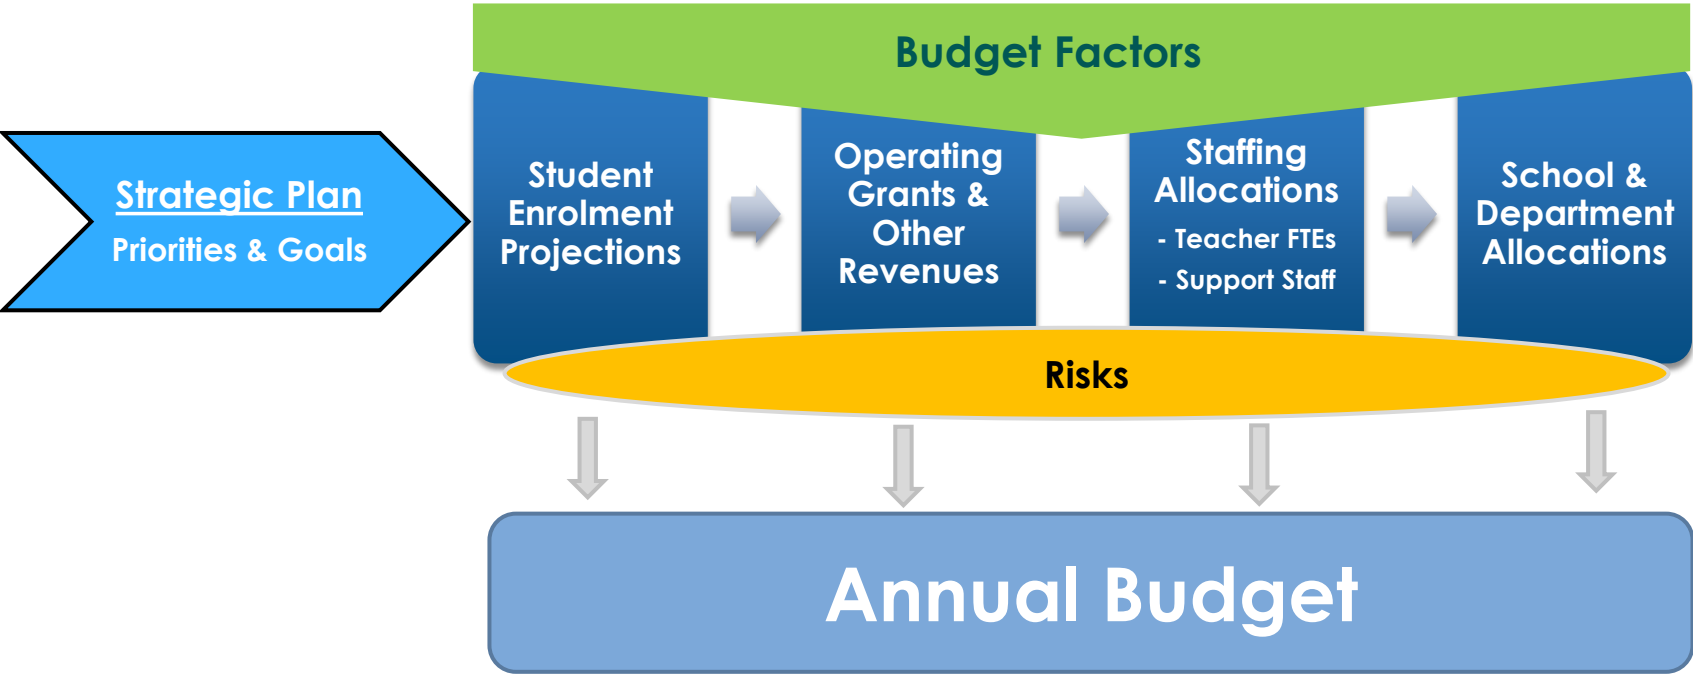 Budget Factors
Strategic Plan
Priorities & Goals
Student
Enrolment
Projections
Operating
Grants &
Other
Revenues
Staffing
Allocations
- Teacher FTEs
- Support Staff
School &
Department
Allocations
Risks
Annual Budget